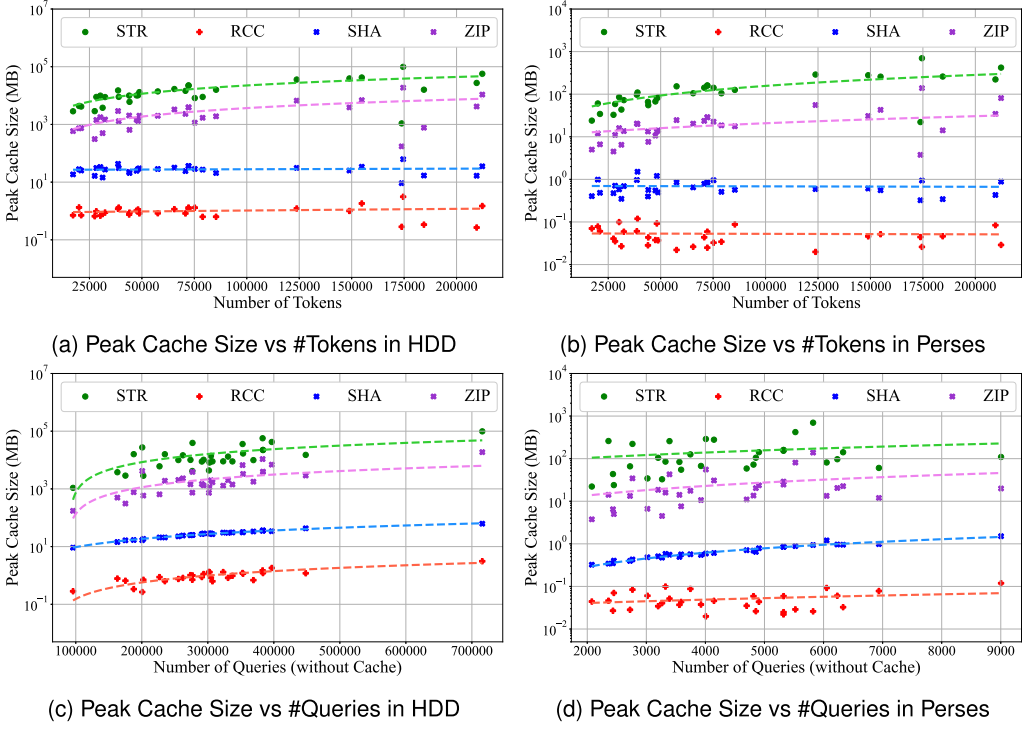 10^7
10^5
10^3
10^1
10^−1
Peak Cache Size (MB)
STR RCC SHA ZIP
25000 50000 75000 100000 125000 150000 175000 200000
Number of Tokens
(a) Peak Cache Size vs #Tokens in HDD
10^4
10^3
10^2
10^1
10^0
10^−1
10^−2
Peak Cache Size (MB)
STR RCC SHA ZIP
25000 50000 75000 100000 125000 150000 175000 200000
Number of Tokens
(b) Peak Cache Size vs #Tokens in Perses
10^7
10^5
10^3
10^1
10^−1
Peak Cache Size (MB)
STR RCC SHA ZIP
100000 200000 300000 400000 500000 600000 700000
Number of Queries (without Cache)
(c) Peak Cache Size vs #Queries in HDD
10^4
10^3
10^2
10^1
10^0
10^−1
10^−2
Peak Cache Size (MB)
STR RCC SHA ZIP
2000 3000 4000 5000 6000 7000 8000 9000
Number of Queries (without Cache)
(d) Peak Cache Size vs #Queries in Perses